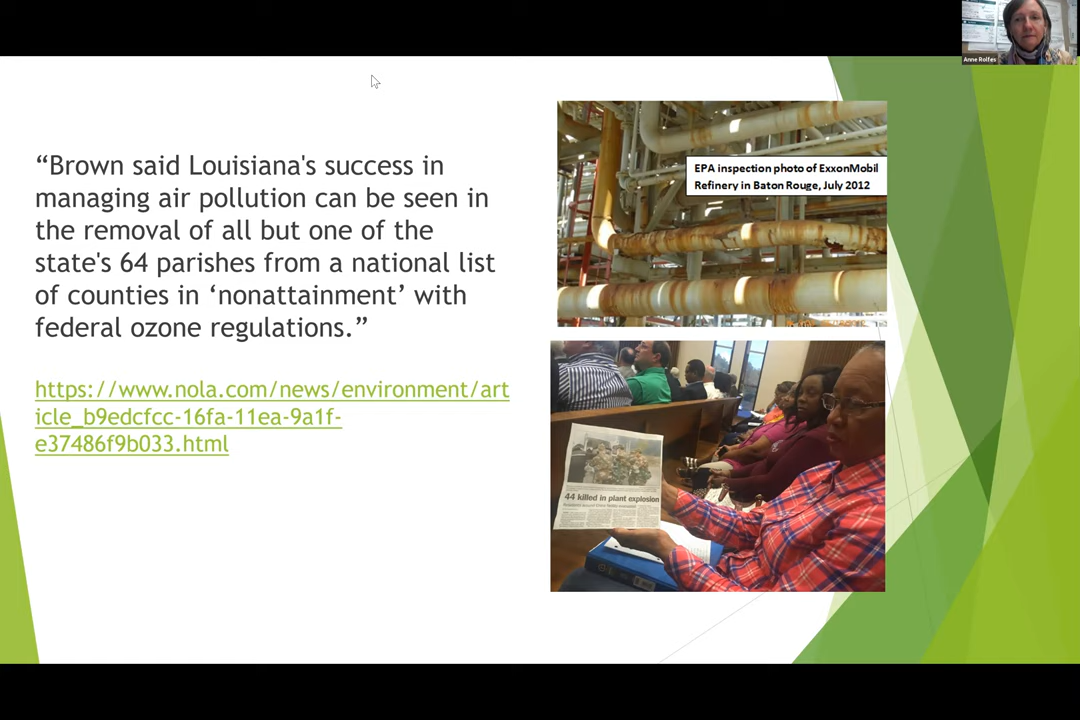 Anne Rolfes
“Brown said Louisiana's success in
managing air pollution can be seen in
the removal of all but one of the
state's 64 parishes from a national list
of counties in ‘nonattainment’ with
federal ozone regulations.”
https://www.nola.com/news/environment/art
icle_b9edcfcc-16fa-11ea-9a1f-
e37486f9b033.html
EPA inspection photo of ExxonMobil
Refinery in Baton Rouge, July 2012
44 killed in plant explosion